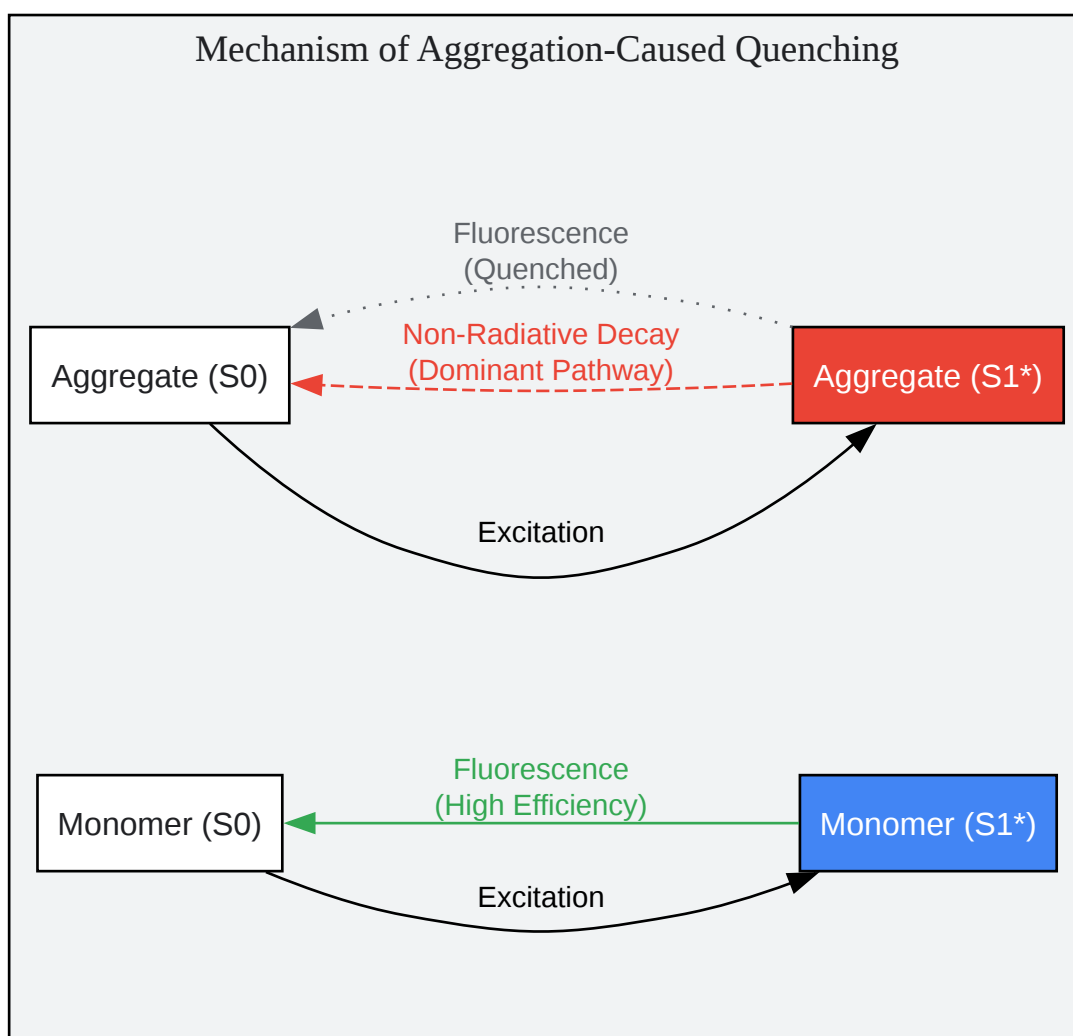 Mechanism of Aggregation-Caused Quenching
Fluorescence
(Quenched)
Non-Radiative Decay
(Dominant Pathway)
Aggregate (S0)
Aggregate (S1*)
Excitation
Fluorescence
(High Efficiency)
Monomer (S0)
Monomer (S1*)
Excitation